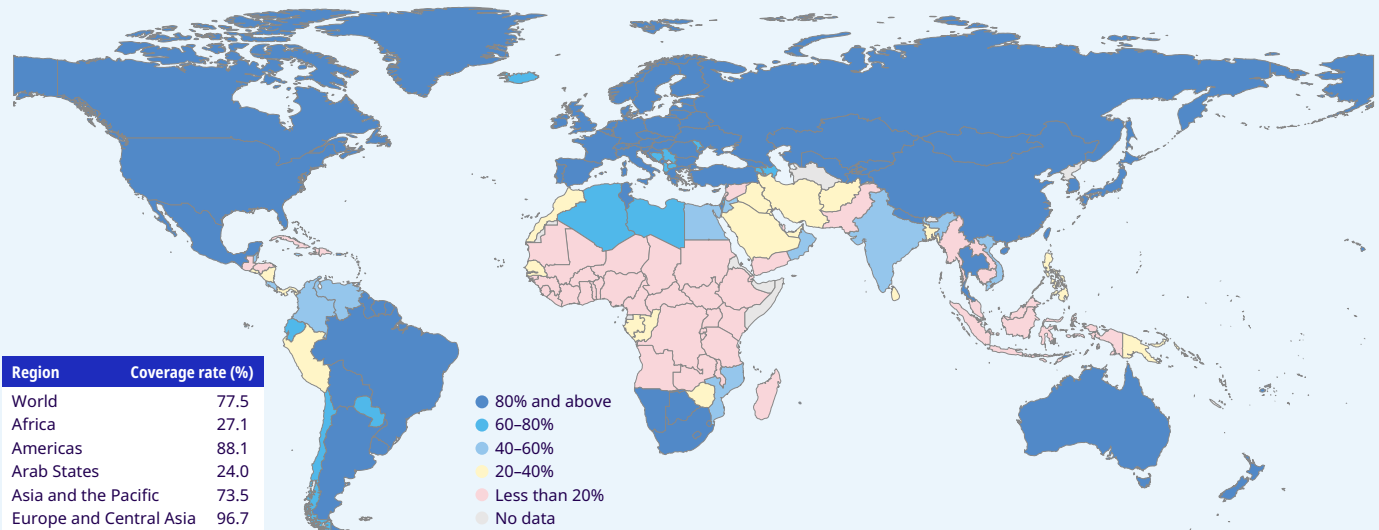 Region Coverage rate (%)
World 77.5
Africa 27.1
Americas 88.1
Arab States 24.0
Asia and the Pacific 73.5
Europe and Central Asia 96.7
80% and above
60–80%
40–60%
20–40%
Less than 20%
No data